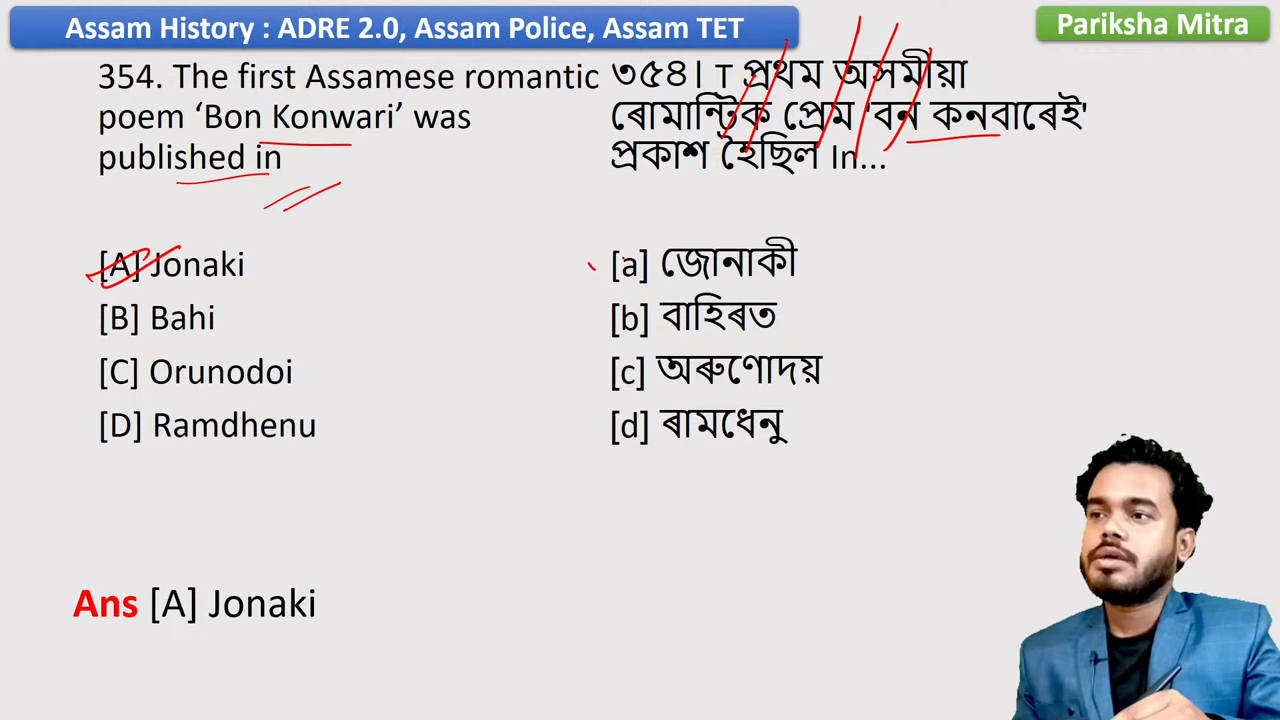 Assam History : ADRE 2.0, Assam Police, Assam TET
Pariksha Mitra
354. The first Assamese romantic
poem ‘Bon Konwari’ was
published in
[A] Jonaki
[B] Bahi
[C] Orunodoi
[D] Ramdhenu
৩৫৪। T প্ৰথম অসমীয়া
ৰোমান্টিক প্ৰেম 'বন কনবাৰেই'
প্ৰকাশ হৈছিল In...
[a] জোনাকী
[b] বাহিৰত
[c] অৰুণোদয়
[d] ৰামধেনু
Ans [A] Jonaki